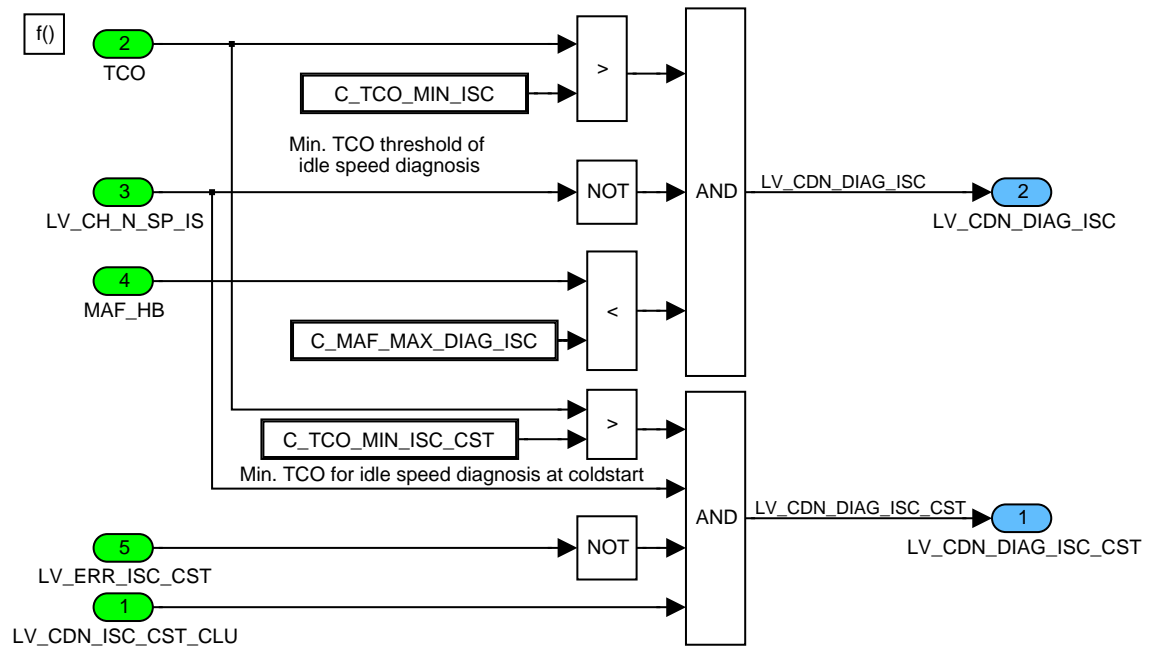 f()
2
TCO
C_TCO_MIN_ISC
>
Min. TCO threshold of
idle speed diagnosis
3
LV_CH_N_SP_IS
NOT
AND
LV_CDN_DIAG_ISC
2
LV_CDN_DIAG_ISC
4
MAF_HB
<
C_MAF_MAX_DIAG_ISC
>
C_TCO_MIN_ISC_CST
Min. TCO for idle speed diagnosis at coldstart
AND
LV_CDN_DIAG_ISC_CST
1
LV_CDN_DIAG_ISC_CST
5
LV_ERR_ISC_CST
NOT
1
LV_CDN_ISC_CST_CLU